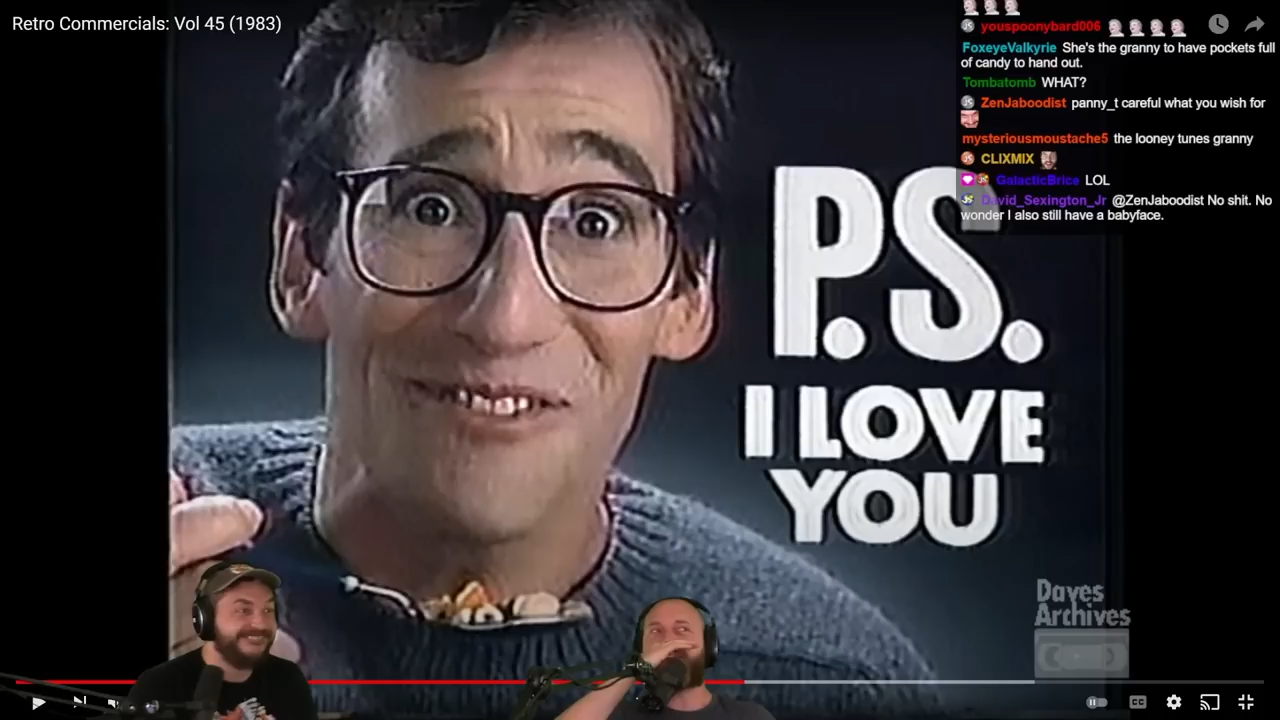 Retro Commercials: Vol 45 (1983)
youspoonybard006
FoxeyeValkyrie She's the granny to have pockets full
of candy to hand out.
Tombatomb WHAT?
ZenJaboodist panny_t careful what you wish for
mysteriousmoustache5 the looney tunes granny
CLIXMIX
GalacticBrice LOL
David_Sexington_Jr @ZenJaboodist No shit. No
wonder I also still have a babyface.
P.S.
I LOVE
YOU
Daves
Archives
CC